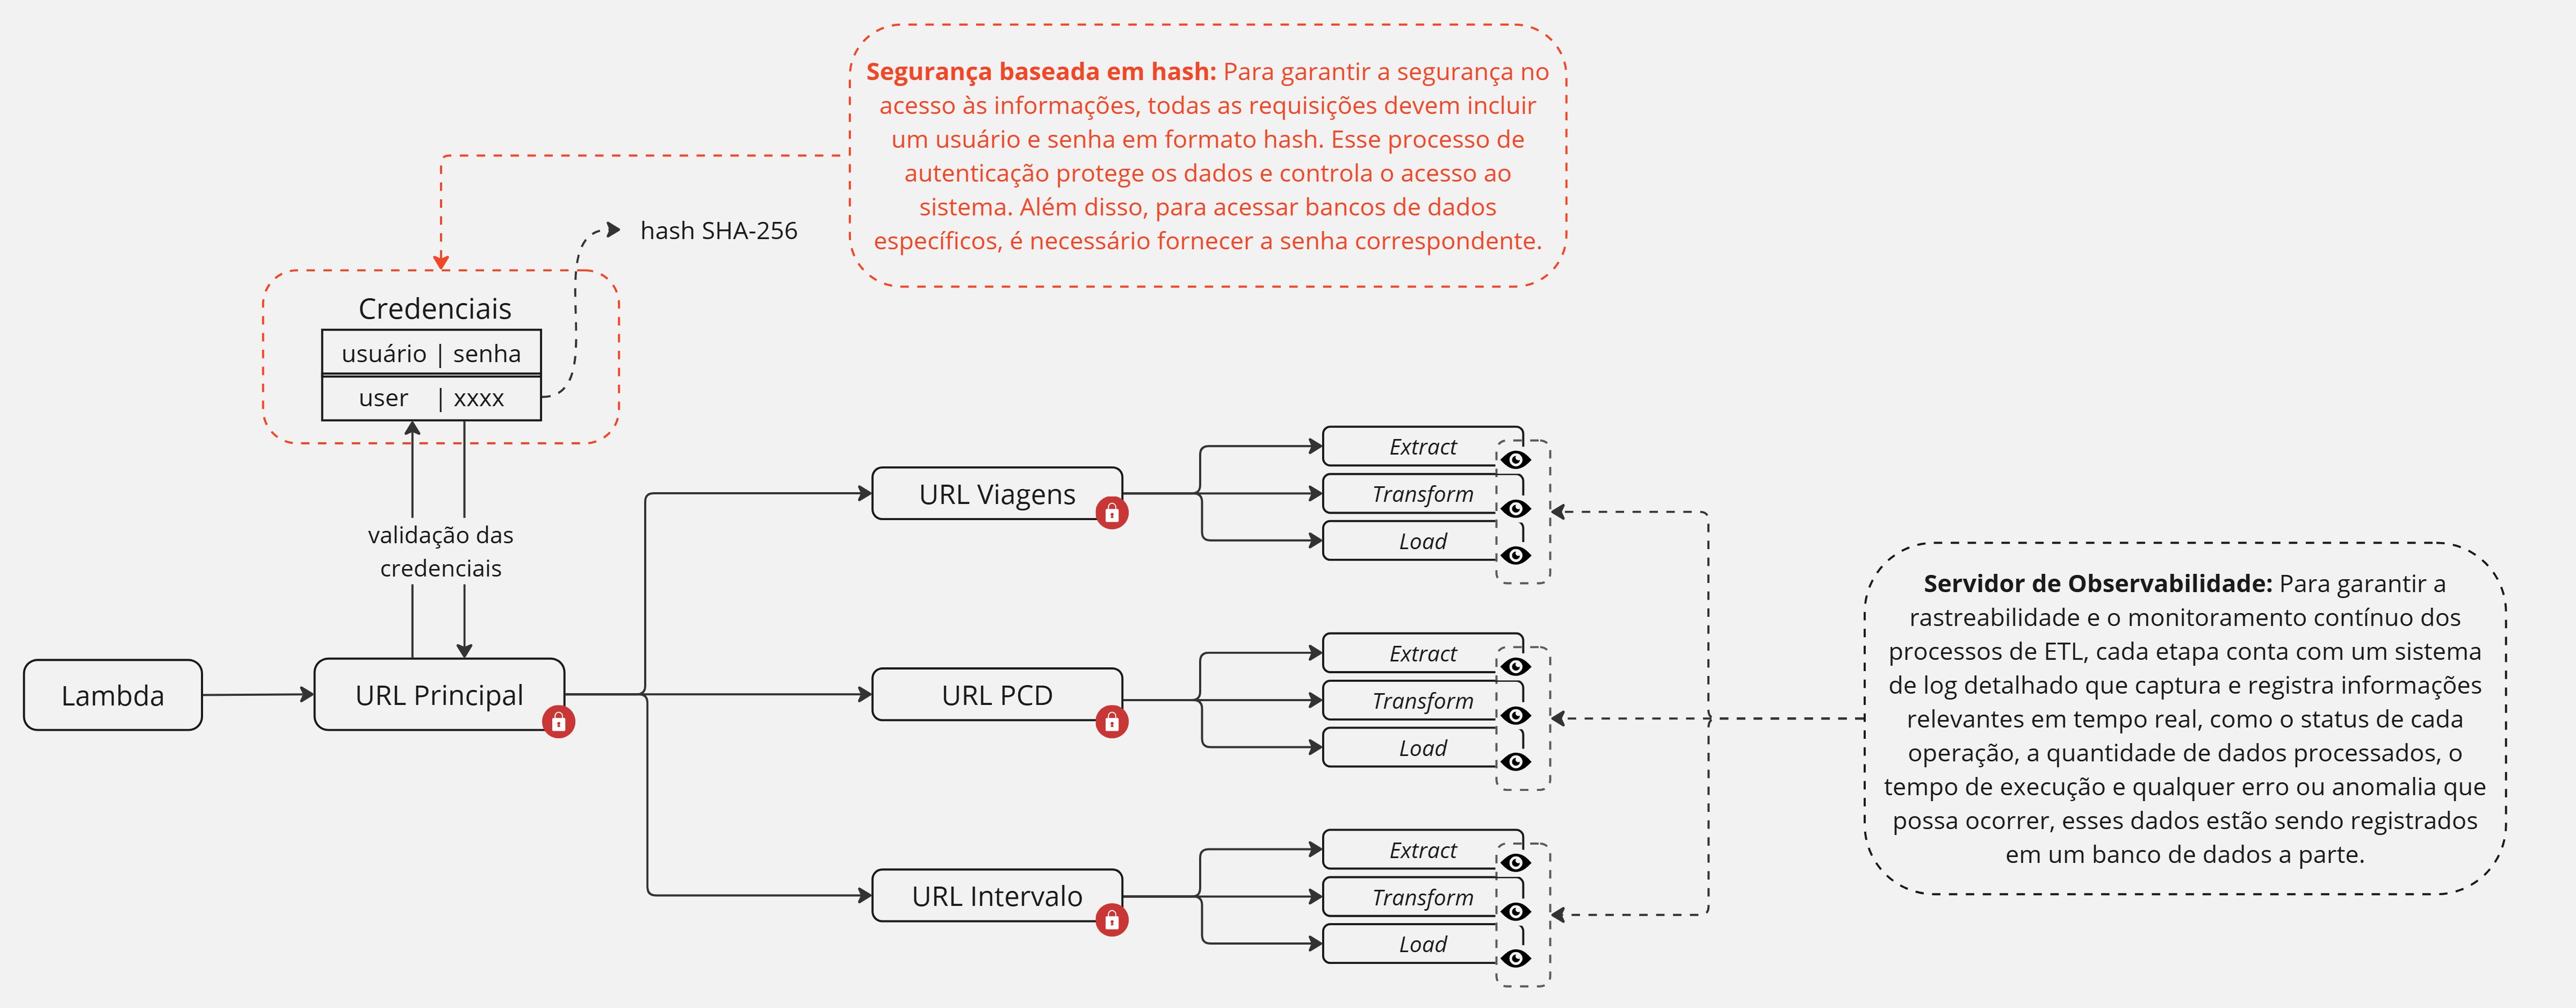 Segurança baseada em hash: Para garantir a segurança no
acesso às informações, todas as requisições devem incluir
um usuário e senha em formato hash. Esse processo de
autenticação protege os dados e controla o acesso ao
sistema. Além disso, para acessar bancos de dados
específicos, é necessário fornecer a senha correspondente.
hash SHA-256
Credenciais
usuário | senha
user | xxxx
validação das
credenciais
Lambda
URL Principal
URL Viagens
Extract
Transform
Load
URL PCD
Extract
Transform
Load
URL Intervalo
Extract
Transform
Load
Servidor de Observabilidade: Para garantir a
rastreabilidade e o monitoramento contínuo dos
processos de ETL, cada etapa conta com um sistema
de log detalhado que captura e registra informações
relevantes em tempo real, como o status de cada
operação, a quantidade de dados processados, o
tempo de execução e qualquer erro ou anomalia que
possa ocorrer, esses dados estão sendo registrados
em um banco de dados a parte.